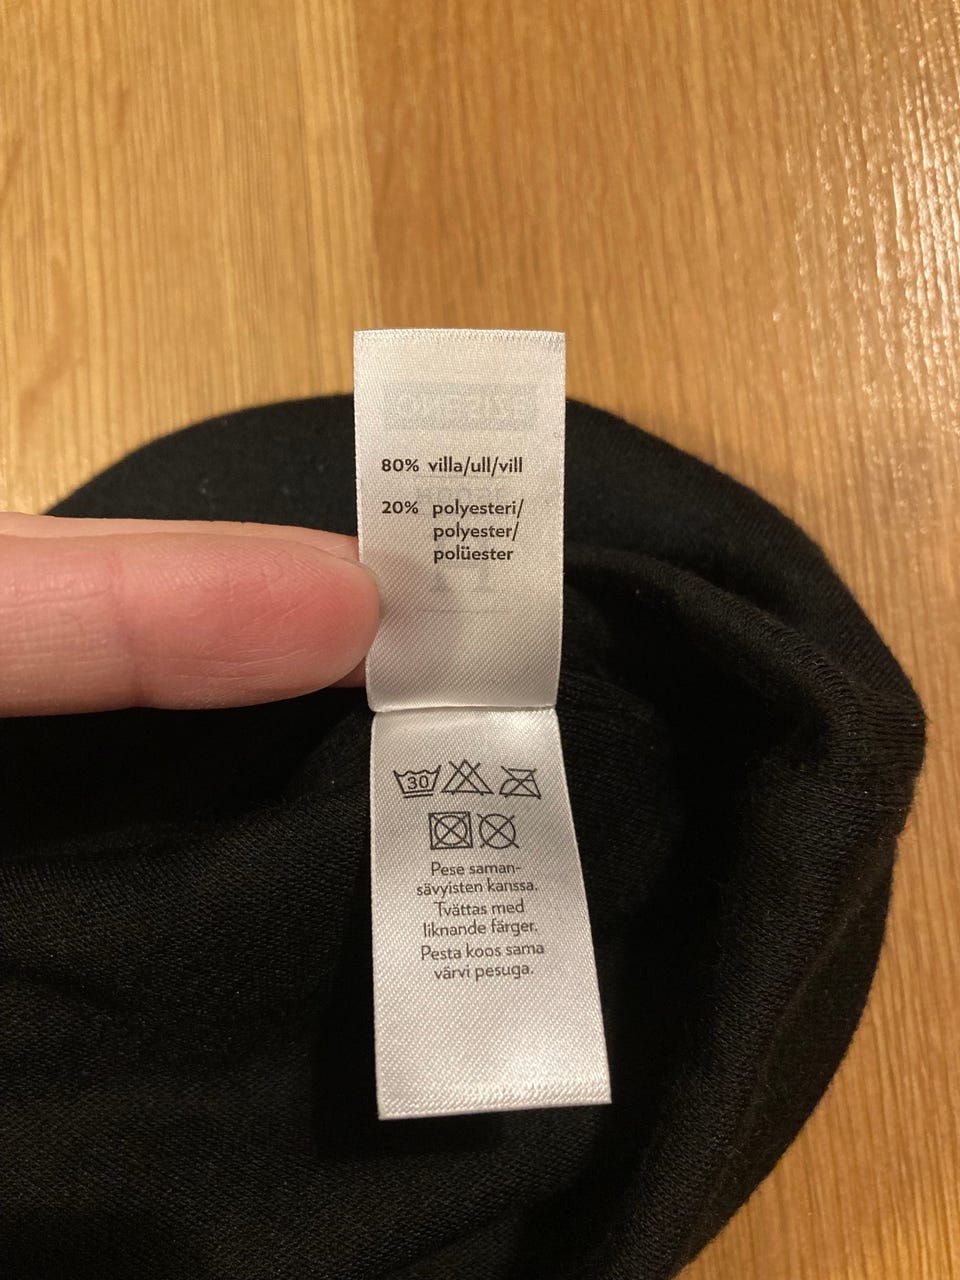 80% villa/ull/vill
20% polyesteri/
polyester/
polüester
30
Pese saman-
sävyisten kanssa.
Tvättas med
liknande färger.
Pesta koos sama
värvi pesuga.